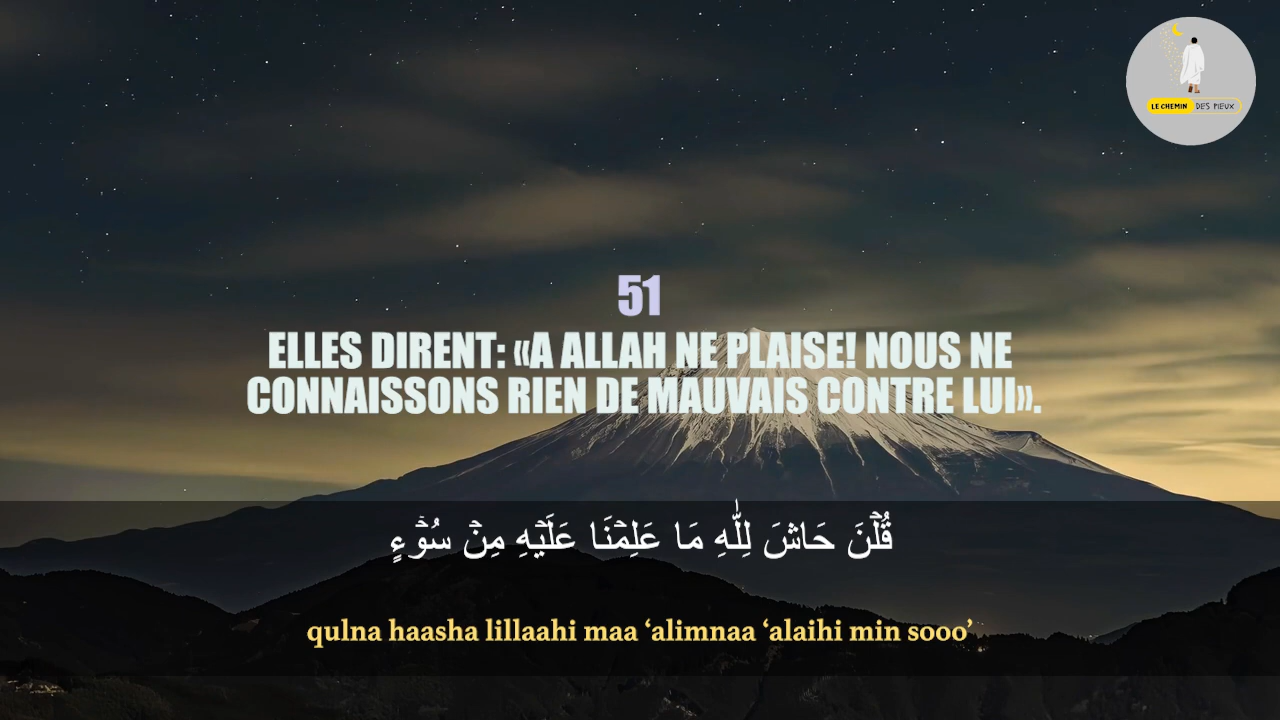 LE CHEMIN DES PIEUX
51
ELLES DIRENT: «A ALLAH NE PLAISE! NOUS NE
CONNAISSONS RIEN DE MAUVAIS CONTRE LUI».
قُلۡنَ حَاشَ لِلّٰهِ مَا عَلِمۡنَا عَلَيۡهِ مِنۡ سُوۡٓءٍ
qulna haasha lillaahi maa ‘alimnaa ‘alaihi min sooo’